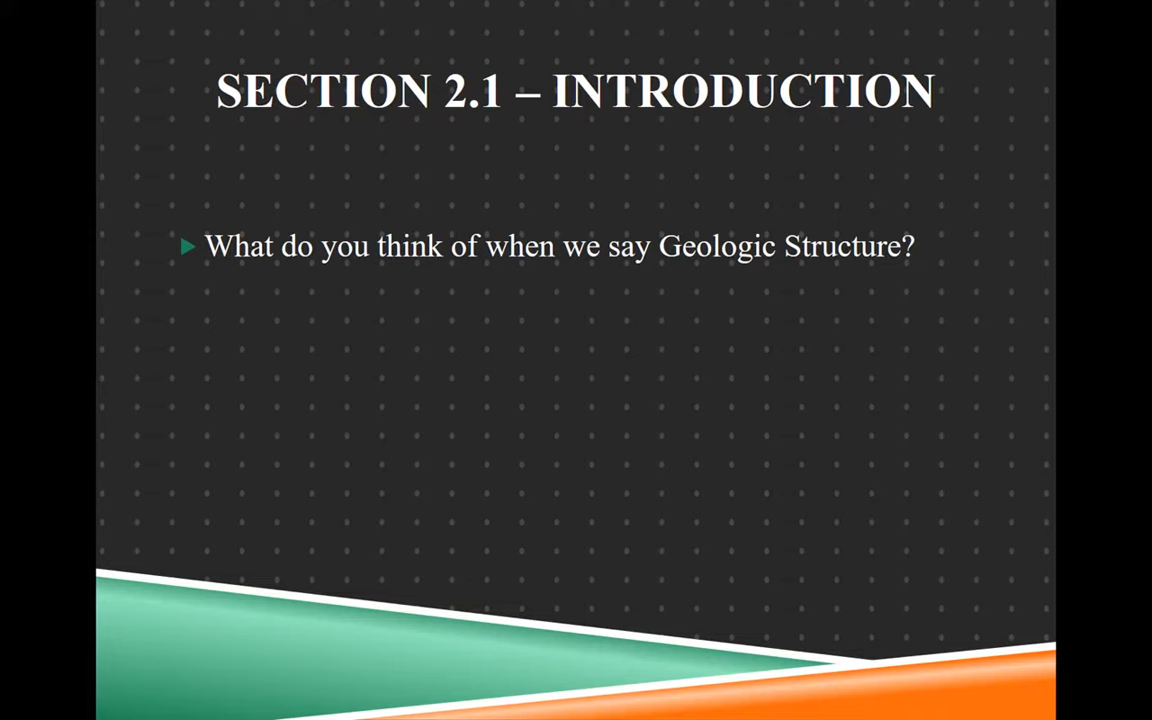 SECTION 2.1 – INTRODUCTION
What do you think of when we say Geologic Structure?